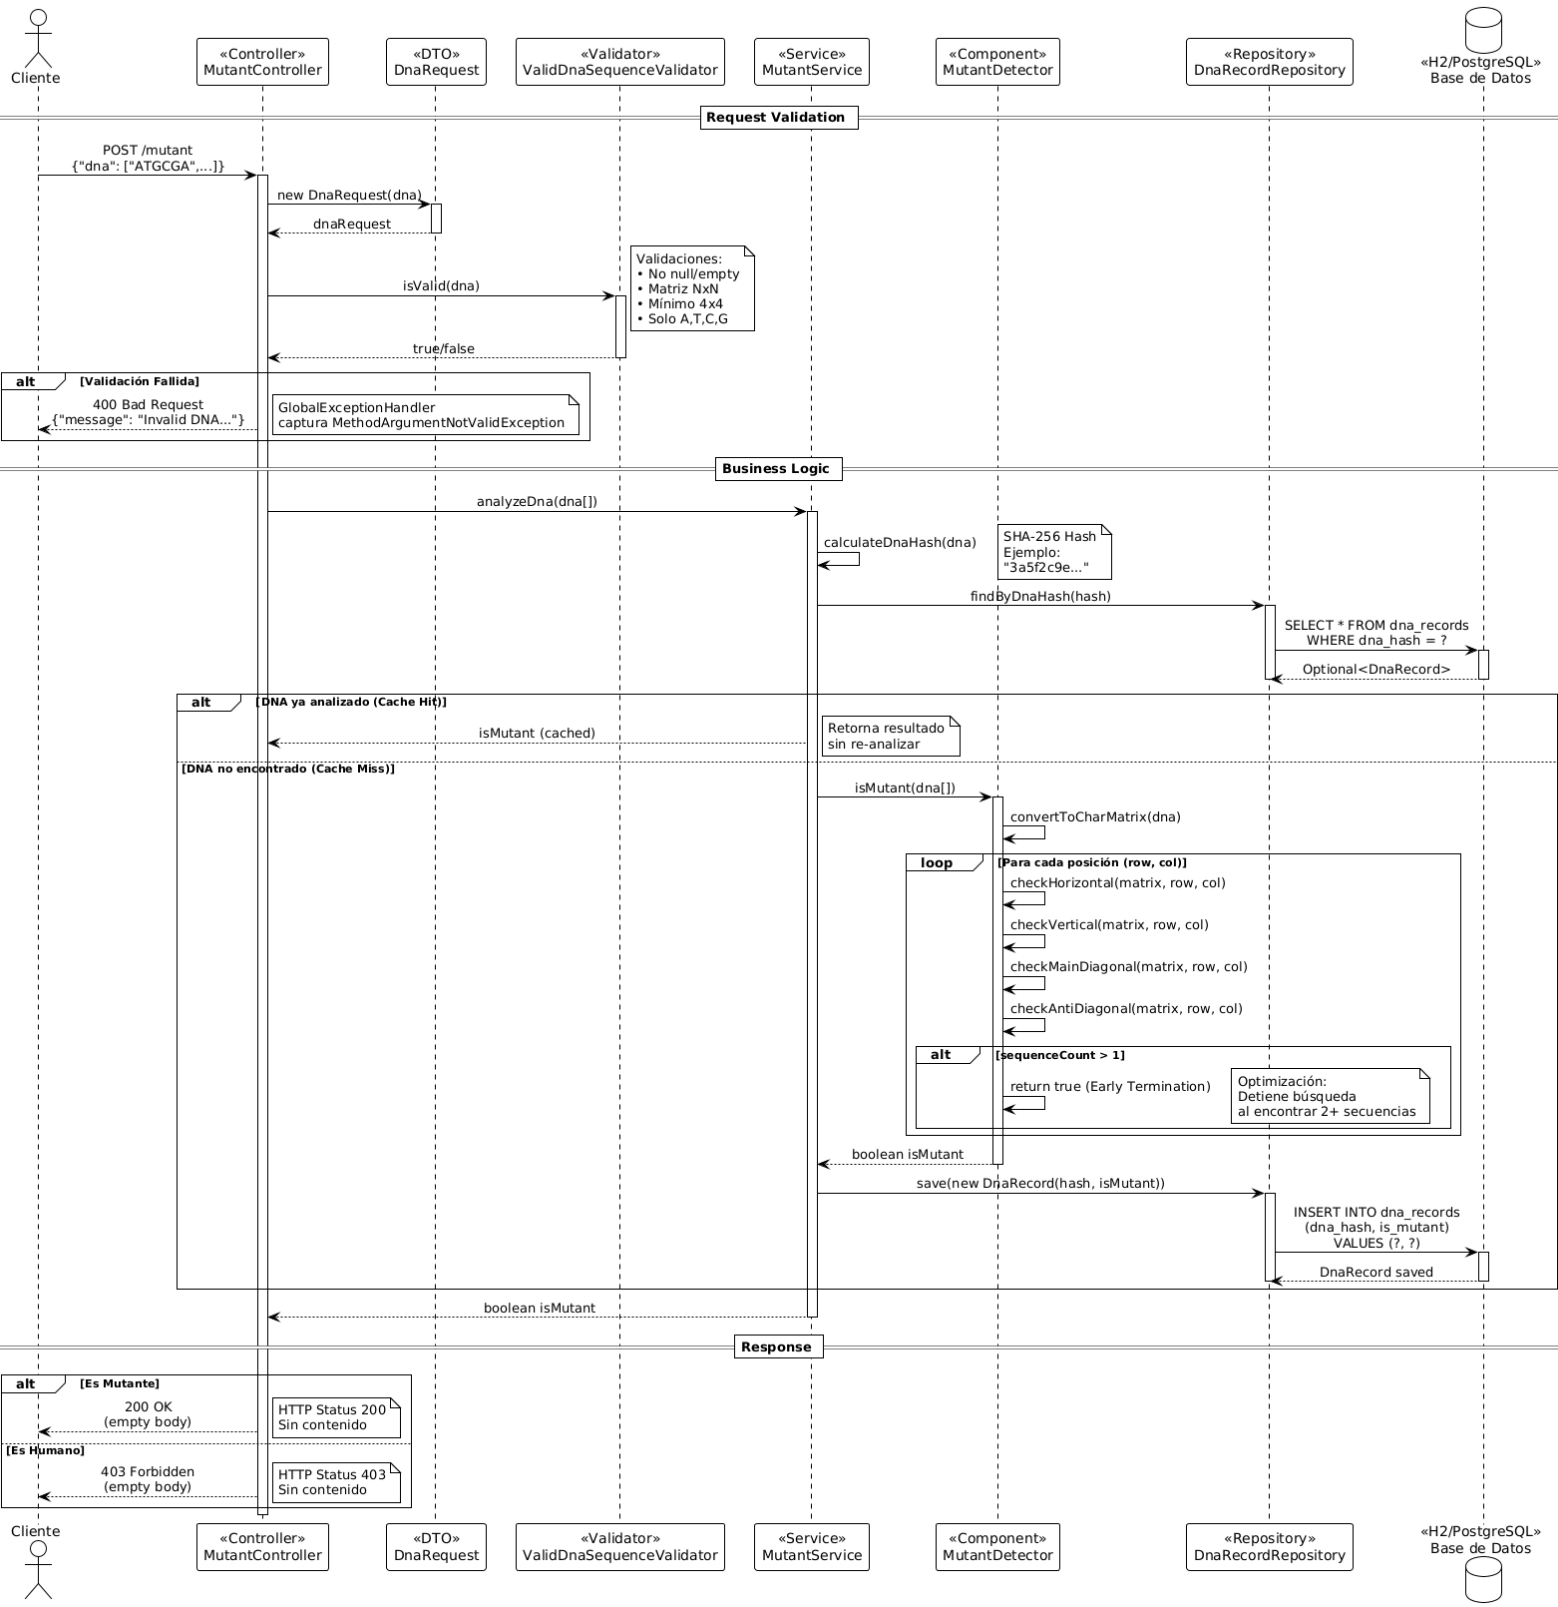 Cliente
«Controller»
MutantController
«DTO»
DnaRequest
«Validator»
ValidDnaSequenceValidator
«Service»
MutantService
«Component»
MutantDetector
«Repository»
DnaRecordRepository
«H2/PostgreSQL»
Base de Datos
Request Validation
POST /mutant
{"dna": ["ATGCGA",...]}
new DnaRequest(dna)
dnaRequest
isValid(dna)
Validaciones:
• No null/empty
• Matriz NxN
• Mínimo 4x4
• Solo A,T,C,G
true/false
alt [Validación Fallida]
400 Bad Request
{"message": "Invalid DNA..."}
GlobalExceptionHandler
captura MethodArgumentNotValidException
Business Logic
analyzeDna(dna[])
calculateDnaHash(dna)
SHA-256 Hash
Ejemplo:
"3a5f2c9e..."
findByDnaHash(hash)
SELECT * FROM dna_records
WHERE dna_hash = ?
Optional<DnaRecord>
alt [DNA ya analizado (Cache Hit)]
isMutant (cached)
Retorna resultado
sin re-analizar
[DNA no encontrado (Cache Miss)]
isMutant(dna[])
convertToCharMatrix(dna)
loop [Para cada posición (row, col)]
checkHorizontal(matrix, row, col)
checkVertical(matrix, row, col)
checkMainDiagonal(matrix, row, col)
checkAntiDiagonal(matrix, row, col)
alt [sequenceCount > 1]
return true (Early Termination)
Optimización:
Detiene búsqueda
al encontrar 2+ secuencias
boolean isMutant
save(new DnaRecord(hash, isMutant))
INSERT INTO dna_records
(dna_hash, is_mutant)
VALUES (?, ?)
DnaRecord saved
boolean isMutant
Response
alt [Es Mutante]
200 OK
(empty body)
HTTP Status 200
Sin contenido
[Es Humano]
403 Forbidden
(empty body)
HTTP Status 403
Sin contenido
Cliente
«Controller»
MutantController
«DTO»
DnaRequest
«Validator»
ValidDnaSequenceValidator
«Service»
MutantService
«Component»
MutantDetector
«Repository»
DnaRecordRepository
«H2/PostgreSQL»
Base de Datos